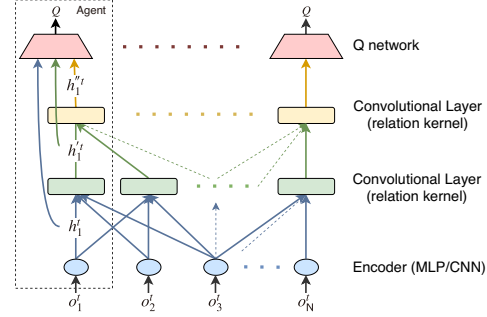 Q
Agent
Q
Q network
h''₁ᵗ
Convolutional Layer
(relation kernel)
h'₁ᵗ
Convolutional Layer
(relation kernel)
h₁ᵗ
Encoder (MLP/CNN)
o₁ᵗ
o₂ᵗ
o₃ᵗ
o_Nᵗ